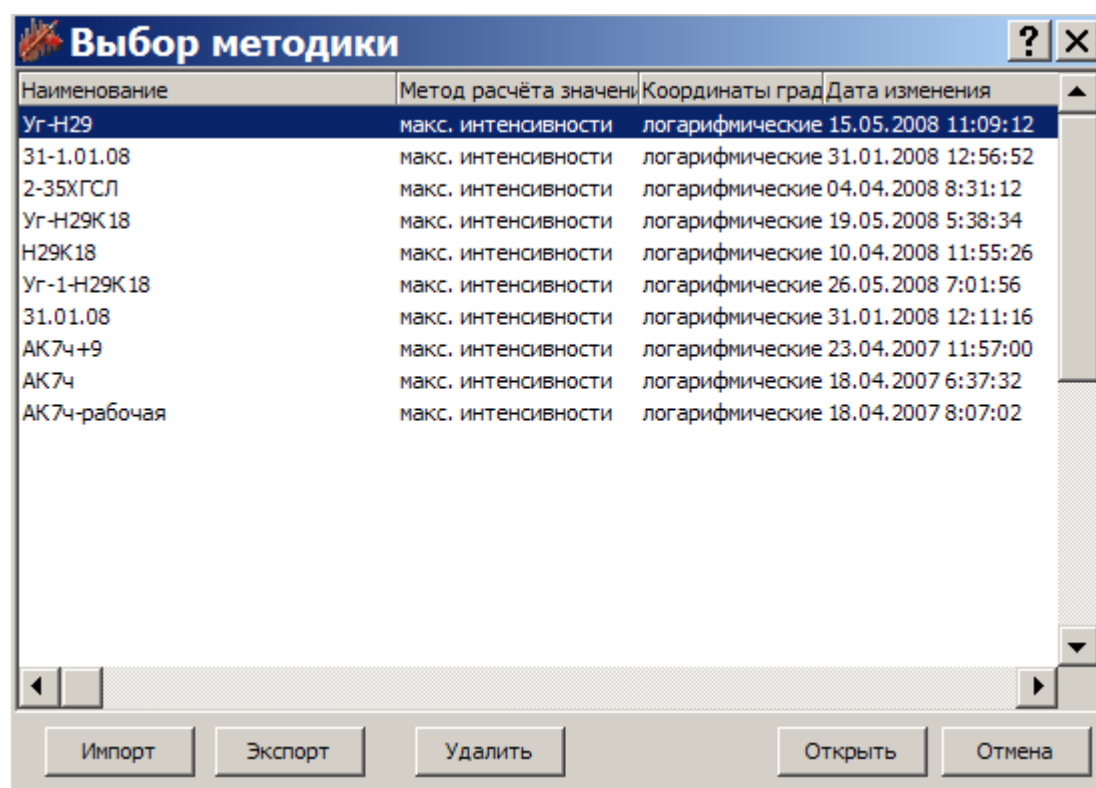 Выбор методики ? X
Наименование Метод расчёта значени Координаты град Дата изменения
Уг-Н29 макс. интенсивности логарифмические 15.05.2008 11:09:12
31-1.01.08 макс. интенсивности логарифмические 31.01.2008 12:56:52
2-35ХГСЛ макс. интенсивности логарифмические 04.04.2008 8:31:12
Уг-Н29К18 макс. интенсивности логарифмические 19.05.2008 5:38:34
Н29К18 макс. интенсивности логарифмические 10.04.2008 11:55:26
Уг-1-Н29К18 макс. интенсивности логарифмические 26.05.2008 7:01:56
31.01.08 макс. интенсивности логарифмические 31.01.2008 12:11:16
АК7ч+9 макс. интенсивности логарифмические 23.04.2007 11:57:00
АК7ч макс. интенсивности логарифмические 18.04.2007 6:37:32
АК7ч-рабочая макс. интенсивности логарифмические 18.04.2007 8:07:02
Импорт Экспорт Удалить Открыть Отмена